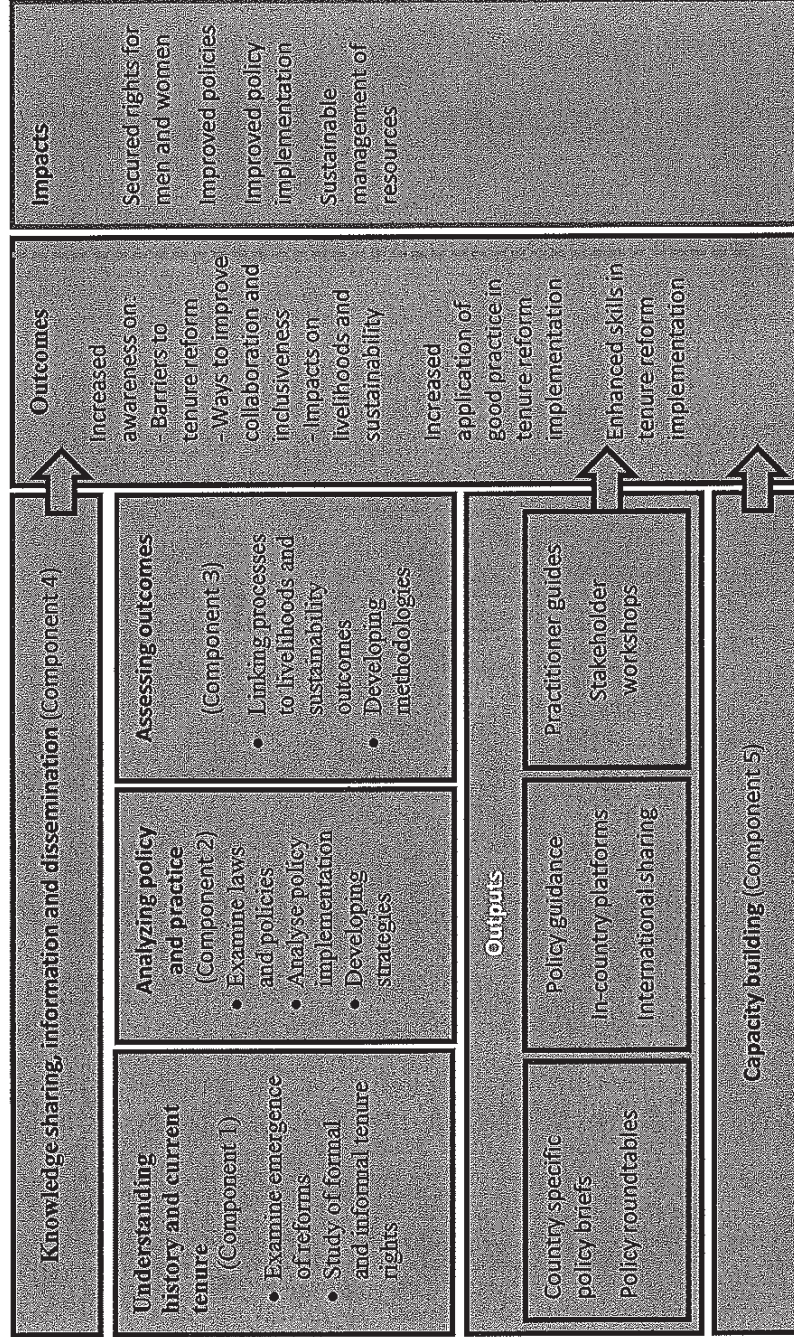 Knowledge sharing, information and dissemination (Component 4)
Understanding
history and current
tenure
(Component 1)
• Examine emergence
of reforms
• Study of formal
and informal tenure
rights
Analyzing policy
and practice
(Component 2)
• Examine laws
and policies
• Analyse policy
implementation
• Developing
strategies
Assessing outcomes
(Component 3)
• Linking processes
to livelihoods and
sustainability
outcomes
• Developing
methodologies
Outputs
Country specific
policy briefs
Policy roundtables
Policy guidance
In-country platforms
International sharing
Practitioner guides
Stakeholder
workshops
Capacity building (Component 5)
Outcomes
Increased
awareness on:
- Barriers to
tenure reform
- Ways to improve
collaboration and
inclusiveness
- Impacts on
livelihoods and
sustainability
Increased
application of
good practice in
tenure reform
implementation
Enhanced skills in
tenure reform
implementation
Impacts
Secured rights for
men and women
Improved policies
Improved policy
implementation
Sustainable
management of
resources